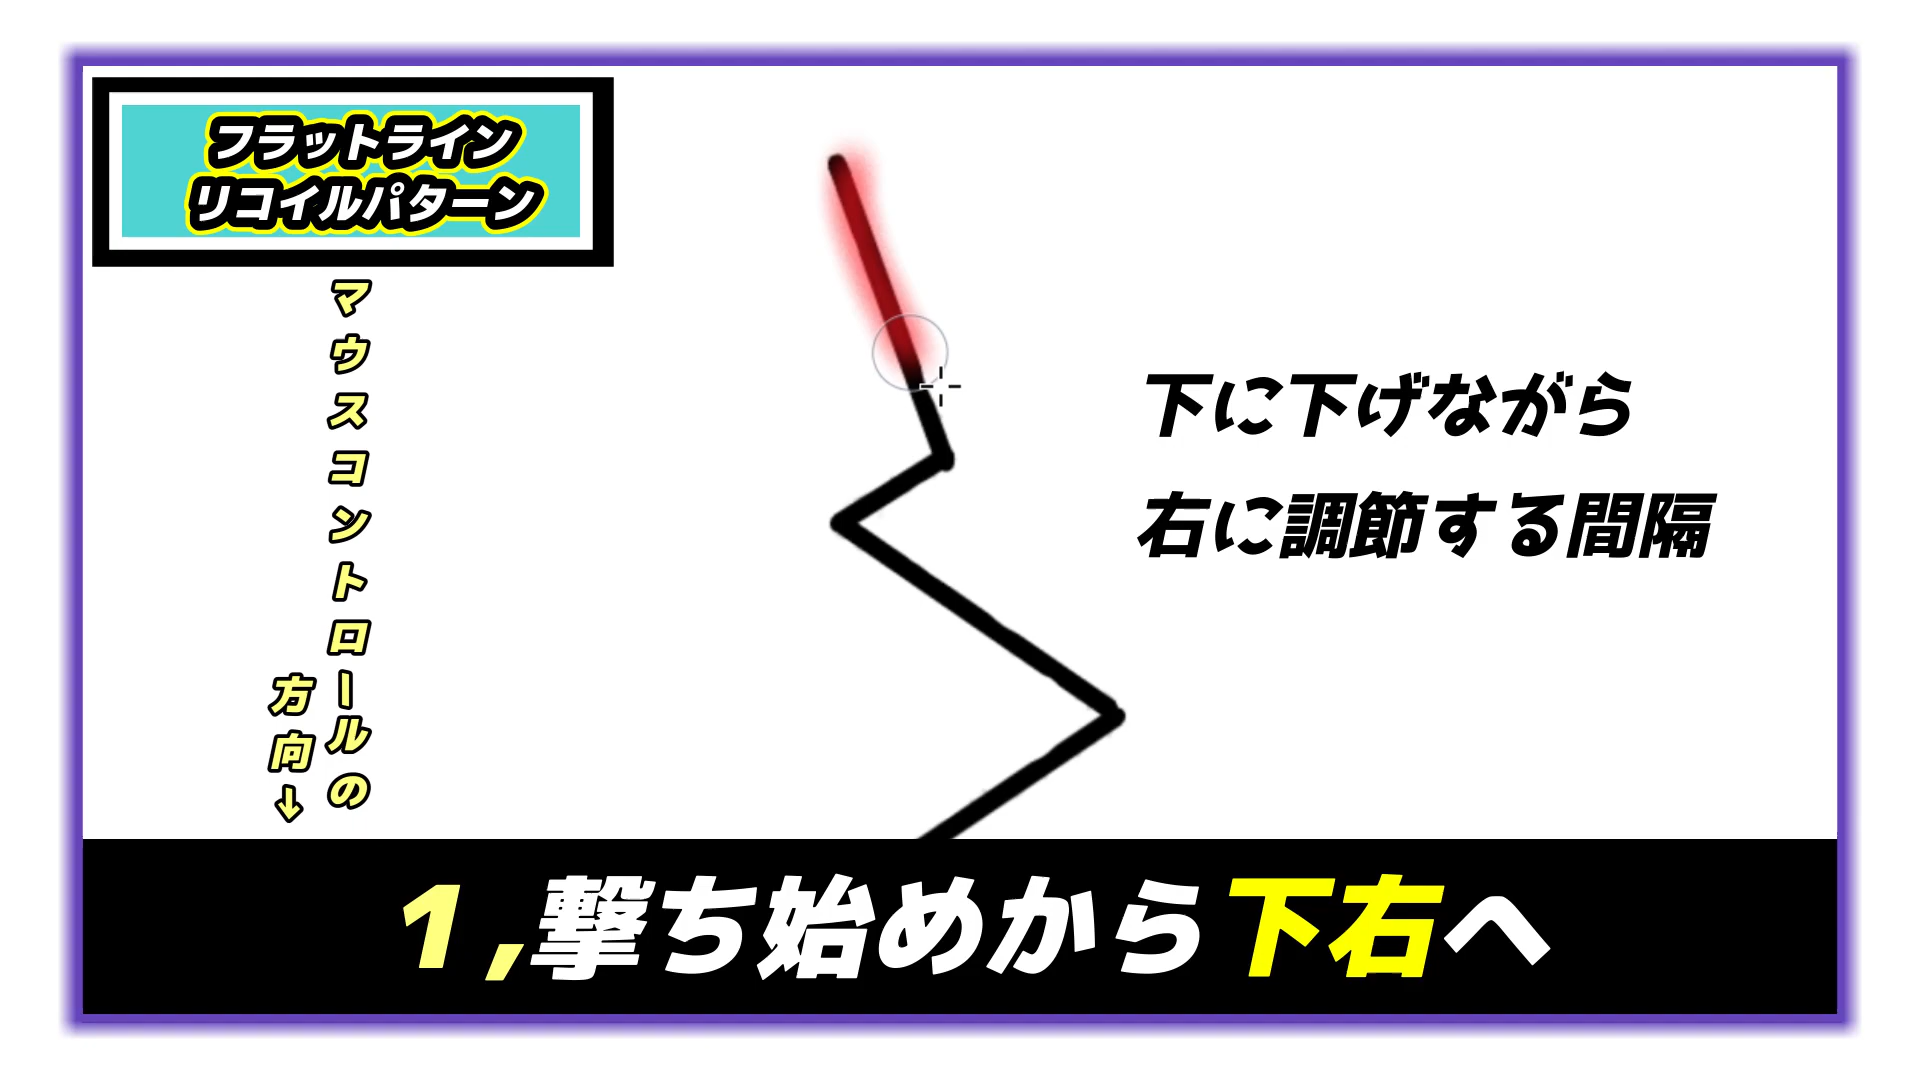 フラットライン
リコイルパターン
マウスコントロールの
方向↓
下に下げながら
右に調節する間隔
1,撃ち始めから下右へ